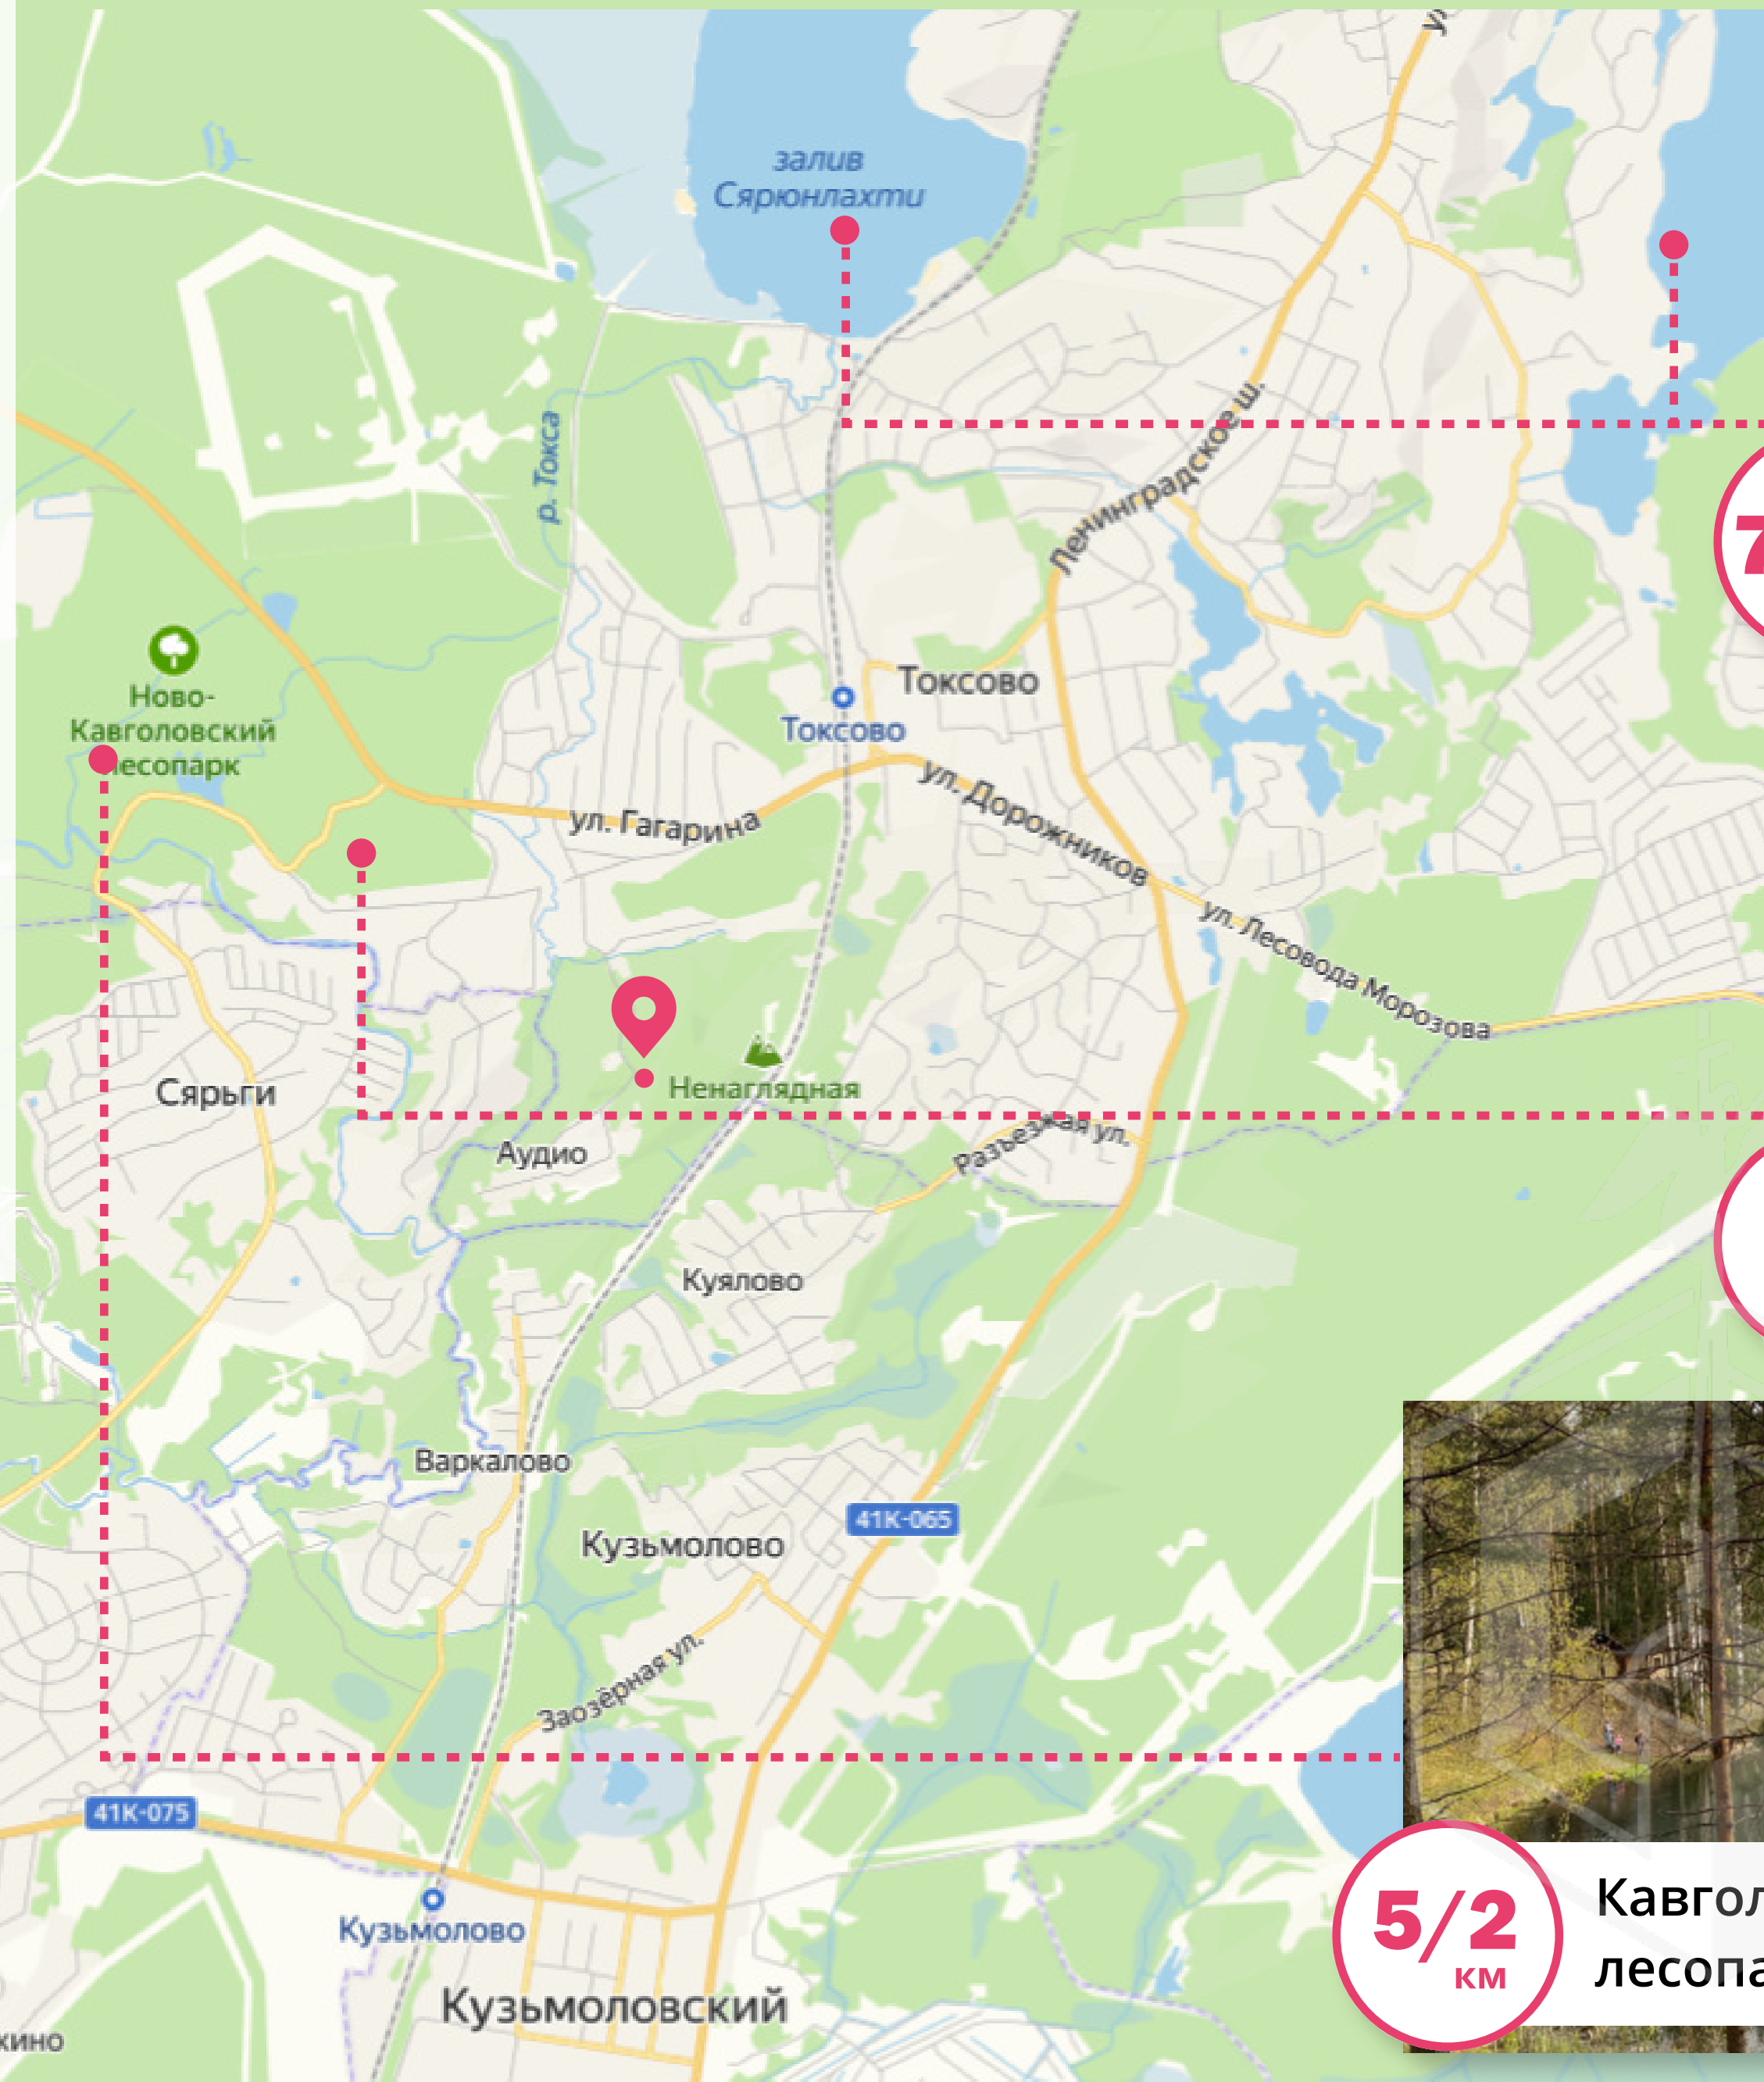 залив
Сярюнлахти
Ленинградское ш.
р. Токса
Ново-
Кавголовский
лесопарк
Токсово
Токсово
ул. Гагарина
ул. Дорожников
ул. Лесовода Морозова
Сярьги
Ненаглядная
Аудио
Разъезжая ул.
Куялово
Варкалово
41К-065
Кузьмолово
Заозёрная ул.
41К-075
Кузьмолово
Кузьмоловский
5/2
км
Кавгол
лесопа
7
кино